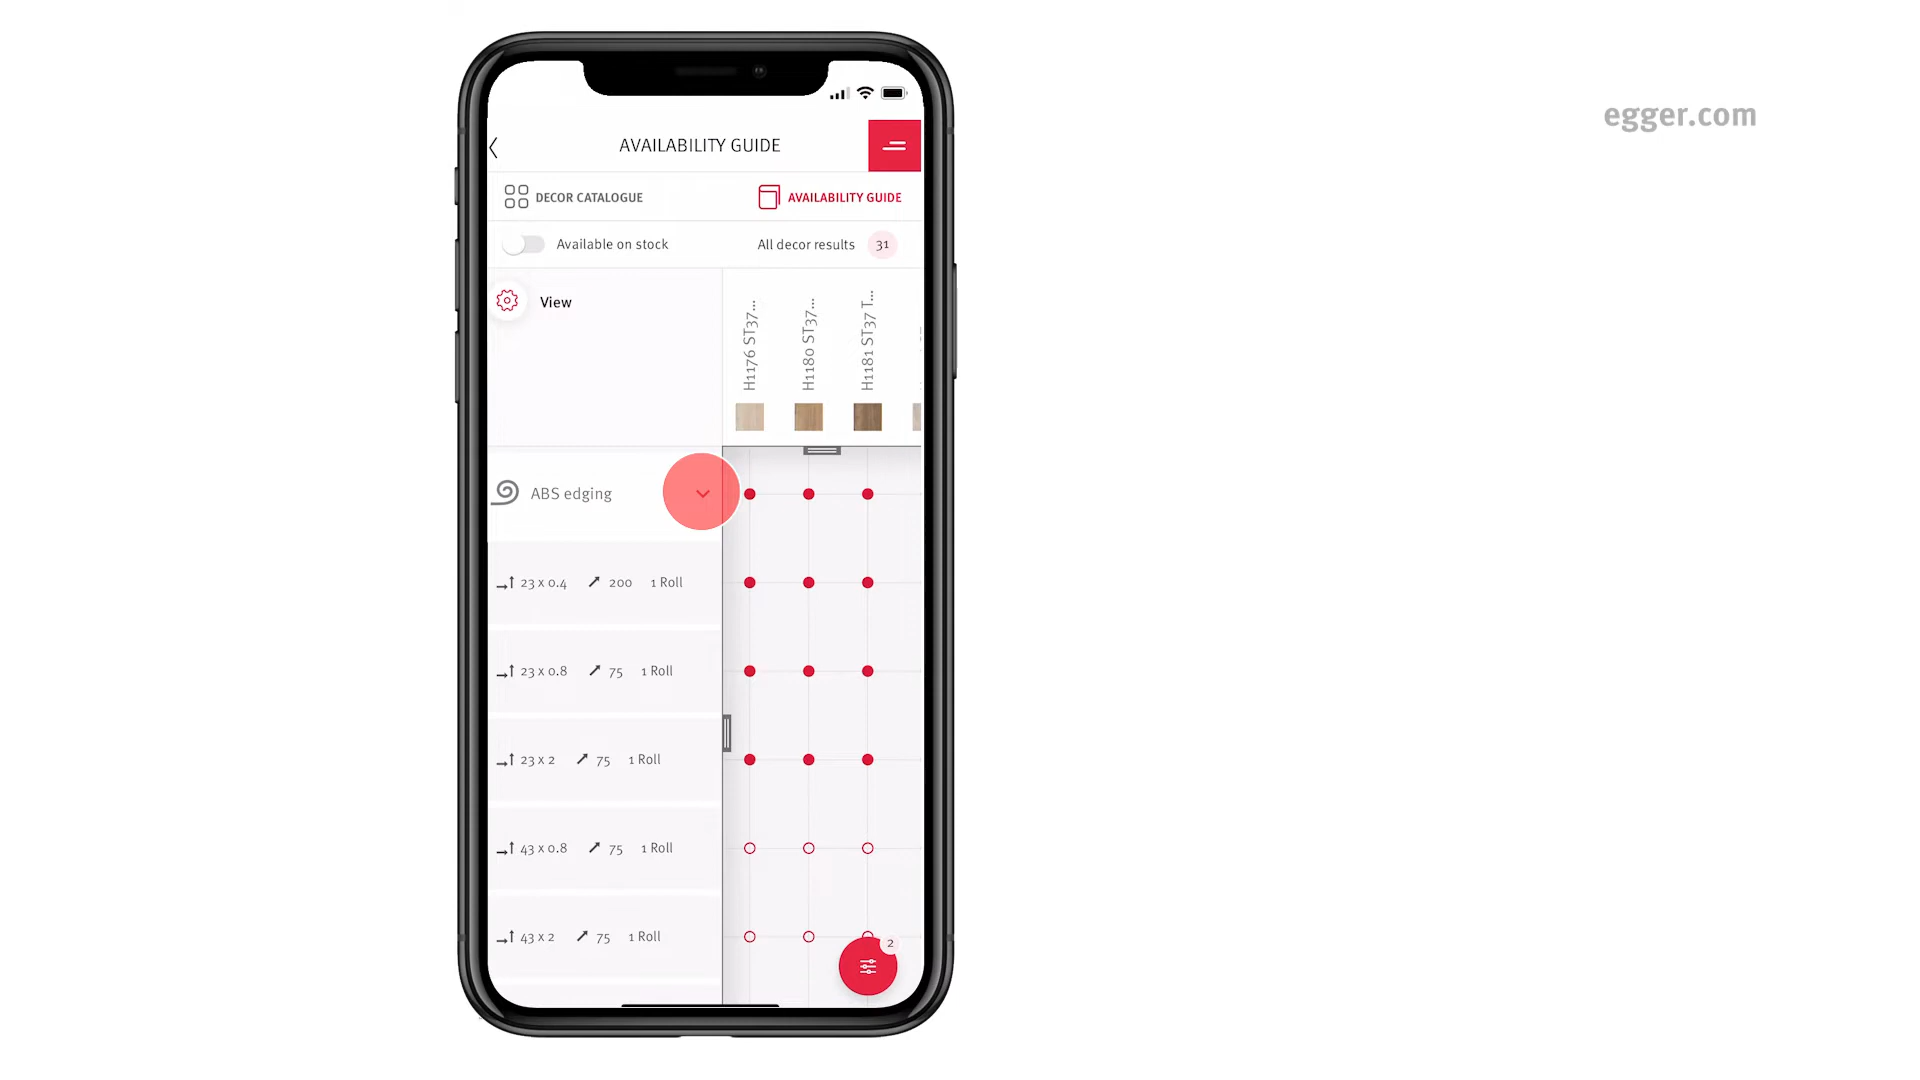 egger.com
AVAILABILITY GUIDE
DECOR CATALOGUE
AVAILABILITY GUIDE
Available on stock
All decor results 31
View
H1176 ST37...
H1180 ST37...
H1181 ST37 T...
ABS edging
23 x 0.4 200 1 Roll
23 x 0.8 75 1 Roll
23 x 2 75 1 Roll
43 x 0.8 75 1 Roll
43 x 2 75 1 Roll
2